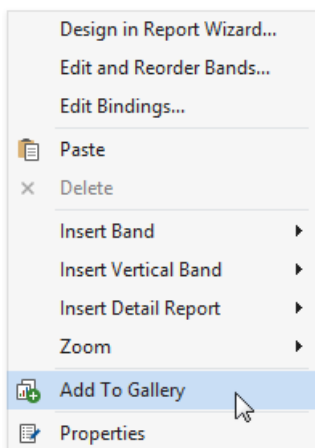 Design in Report Wizard...
Edit and Reorder Bands...
Edit Bindings...
Paste
Delete
Insert Band
Insert Vertical Band
Insert Detail Report
Zoom
Add To Gallery
Properties